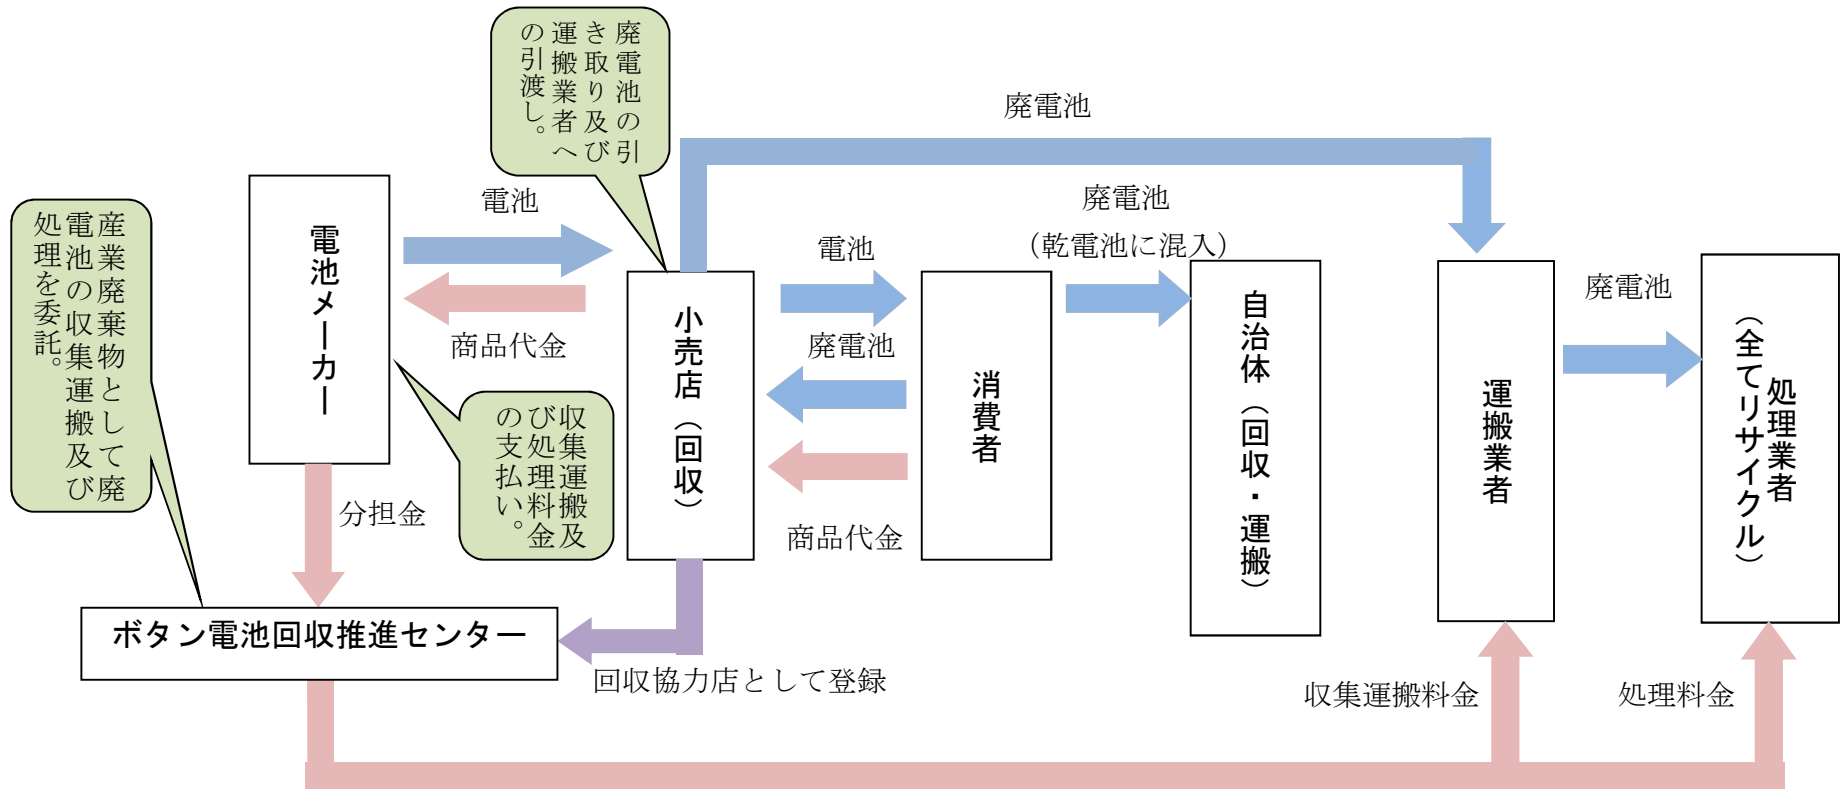 廃電池の引
き取り及び
運搬業者へ
の引渡し。
廃電池
電池
廃電池
（乾電池に混入）
産業廃棄物として廃
電池の収集運搬及び
処理を委託。
電池メーカー
商品代金
収集運搬及
び処理料金
の支払い。
小売店（回収）
電池
廃電池
商品代金
消費者
自治体（回収・運搬）
運搬業者
廃電池
処理業者
（全てリサイクル）
分担金
ボタン電池回収推進センター
回収協力店として登録
収集運搬料金
処理料金